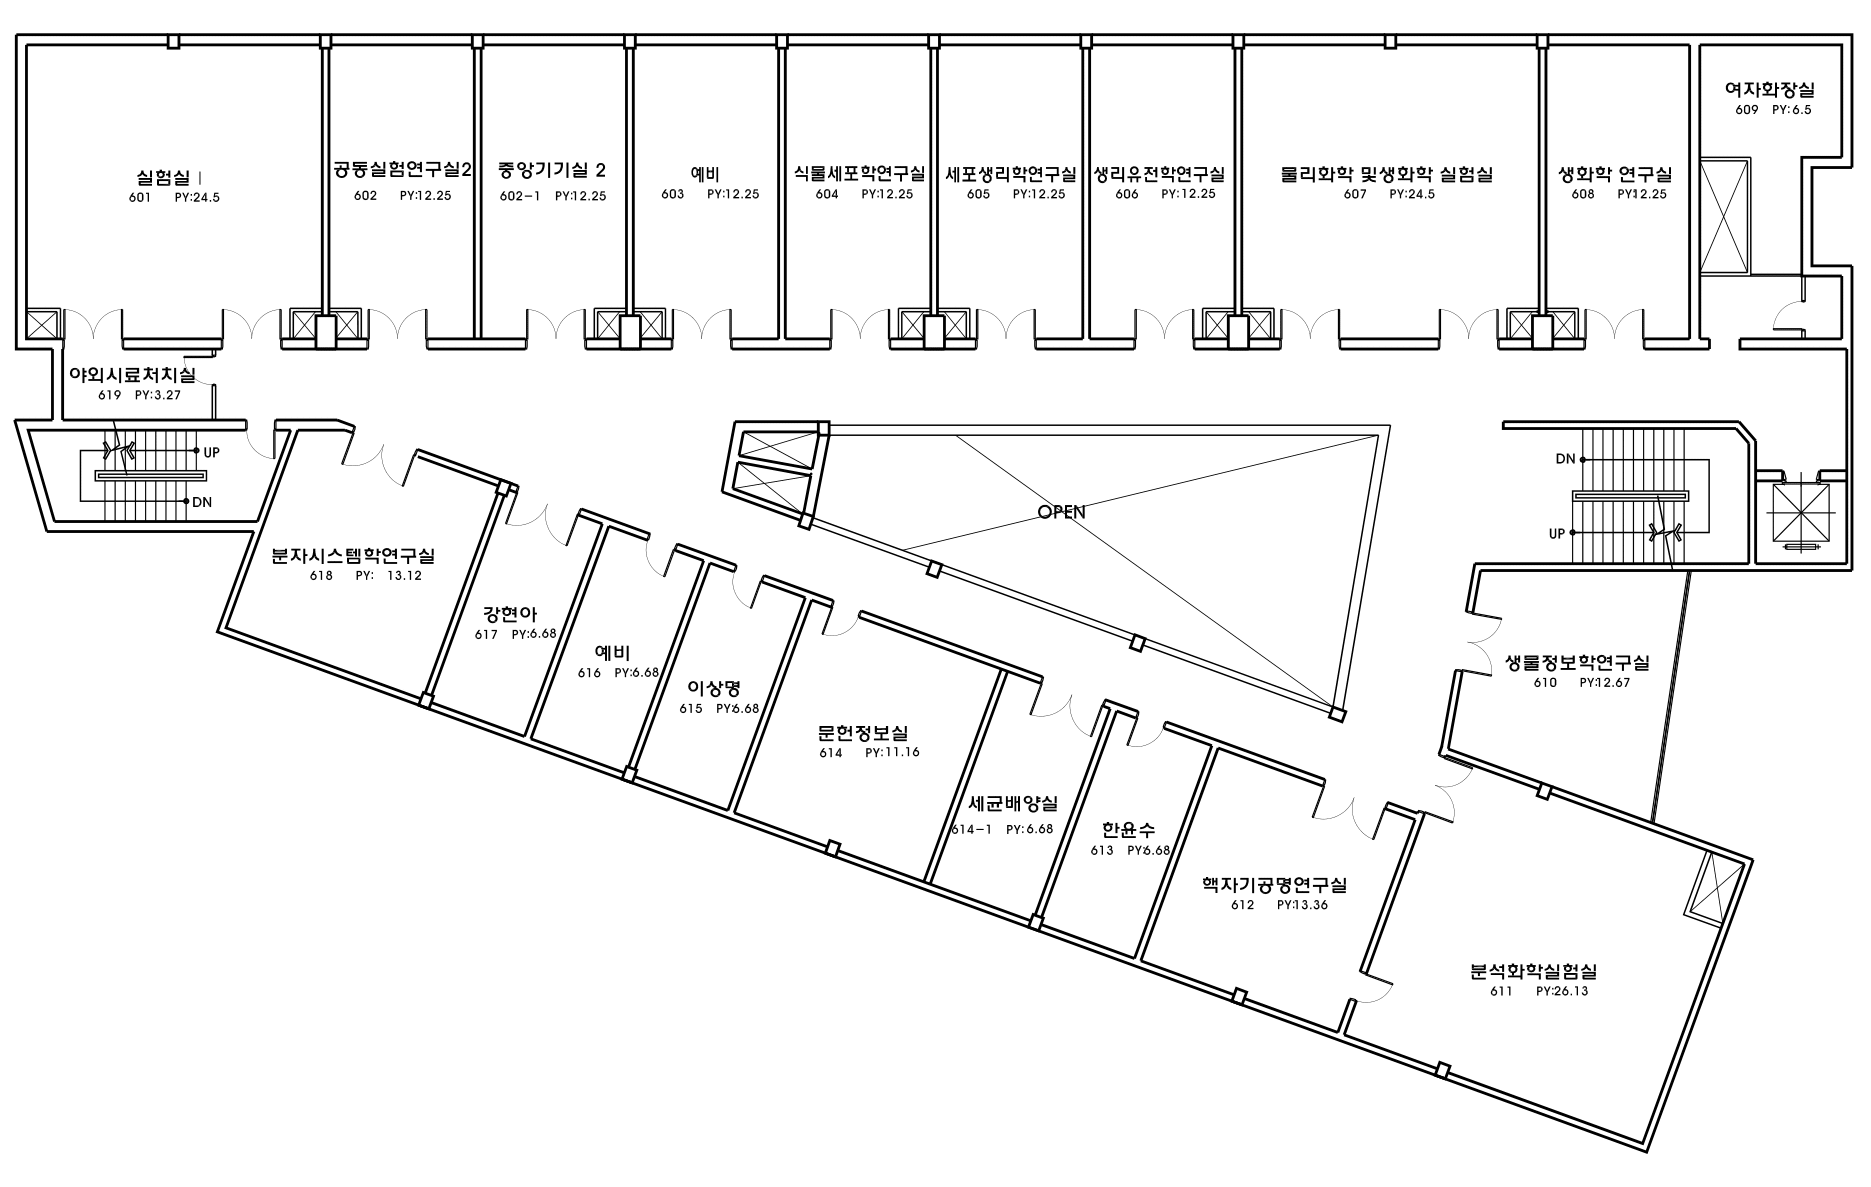 실험실 1
601 PY:24.5
공동실험연구실2
602 PY:12.25
중앙기기실 2
602-1 PY:12.25
예비
603 PY:12.25
식물세포학연구실
604 PY:12.25
세포생리학연구실
605 PY:12.25
생리유전학연구실
606 PY:12.25
물리화학 및생화학 실험실
607 PY:24.5
생화학 연구실
608 PY:12.25
여자화장실
609 PY:6.5
야외시료처치실
619 PY:3.27
UP
DN
OPEN
DN
UP
분자시스템학연구실
618 PY: 13.12
강현아
617 PY:6.68
예비
616 PY:6.68
이상명
615 PY:6.68
문헌정보실
614 PY:11.16
세균배양실
614-1 PY:6.68
한윤수
613 PY:6.68
핵자기공명연구실
612 PY:13.36
생물정보학연구실
610 PY:12.67
분석화학실험실
611 PY:26.13